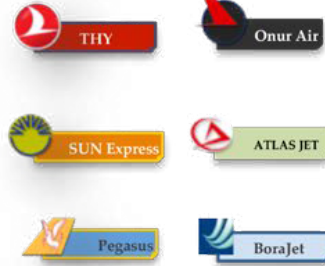 THY
Onur Air
SUN Express
ATLAS JET
Pegasus
BoraJet